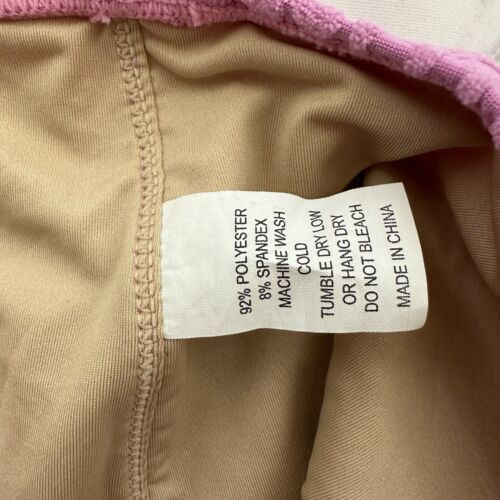 92% POLYESTER
8% SPANDEX
MACHINE WASH
COLD
TUMBLE DRY LOW
OR HANG DRY
DO NOT BLEACH
MADE IN CHINA